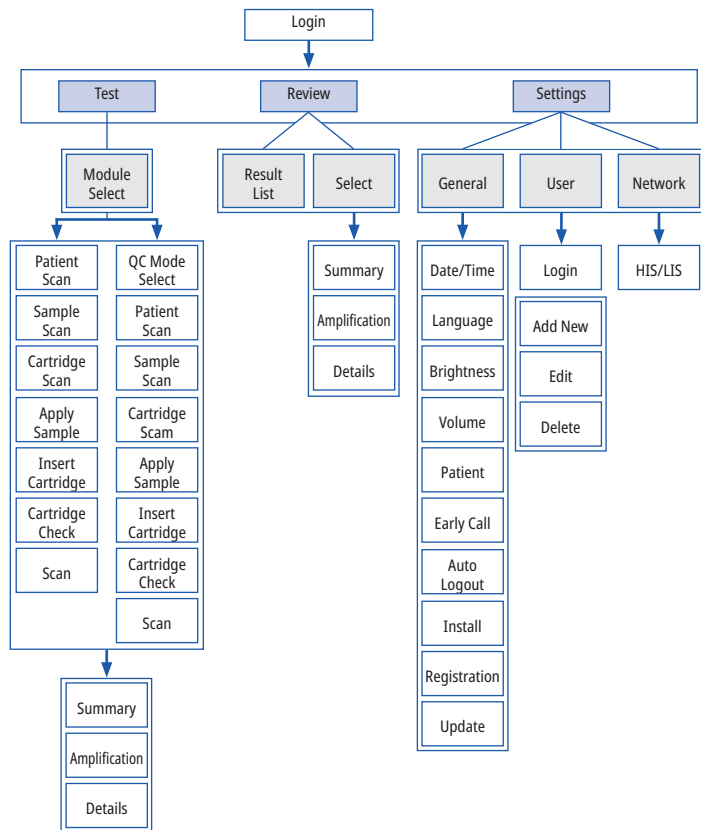 Login
Test
Review
Settings
Module
Select
Result
List
Select
General
User
Network
Patient
Scan
Sample
Scan
Cartridge
Scan
Apply
Sample
Insert
Cartridge
Cartridge
Check
Scan
QC Mode
Select
Patient
Scan
Sample
Scan
Cartridge
Scam
Apply
Sample
Insert
Cartridge
Cartridge
Check
Scan
Summary
Amplification
Details
Summary
Amplification
Details
Date/Time
Language
Brightness
Volume
Patient
Early Call
Auto
Logout
Install
Registration
Update
Login
Add New
Edit
Delete
HIS/LIS